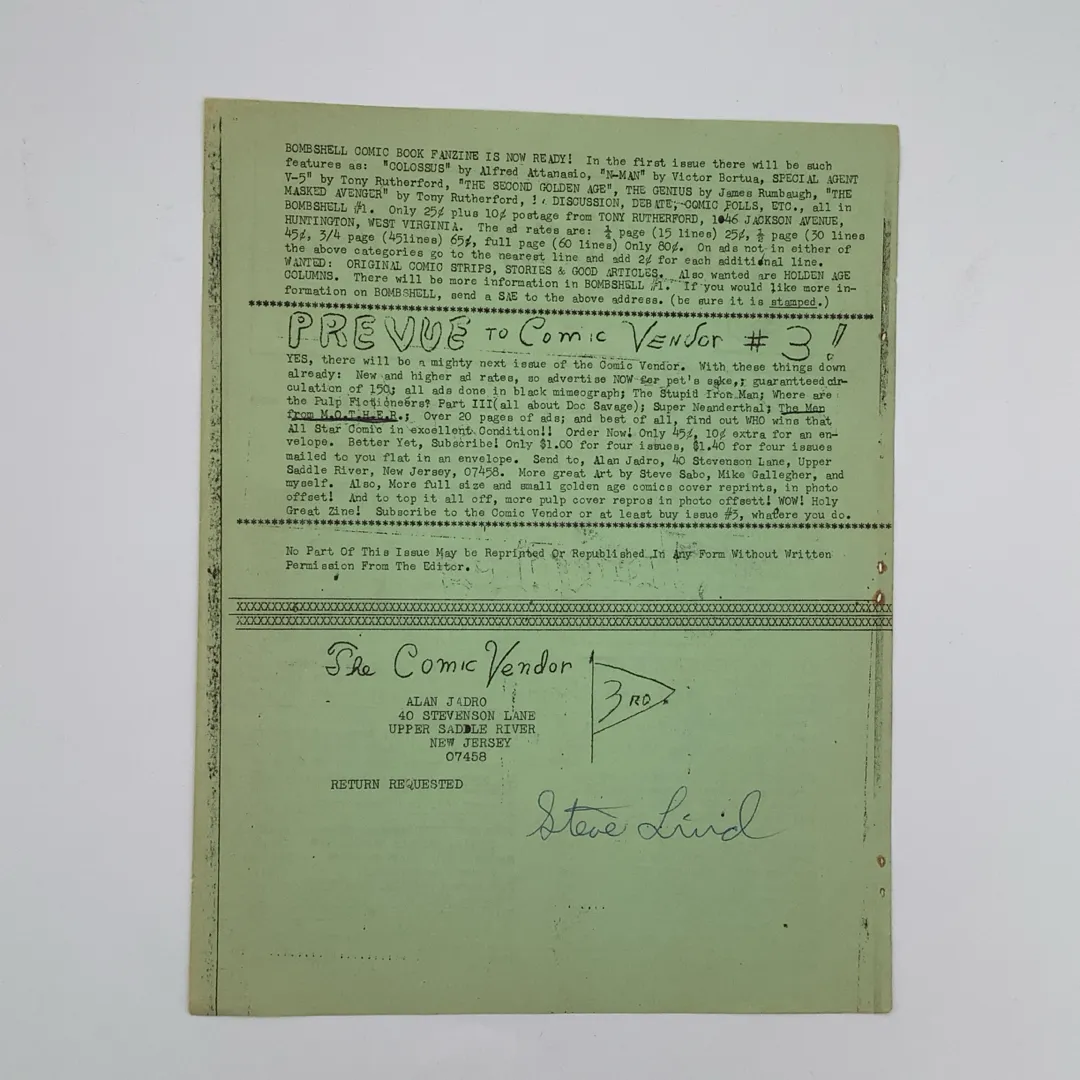 BOMBSHELL COMIC BOOK FANZINE IS NOW READY! In the first issue there will be such
features as: "COLOSSUS" by Alfred Attanasio, "N-MAN" by Victor Bortua, SPECIAL AGENT
V-5" by Tony Rutherford, "THE SECOND GOLDEN AGE", THE GENIUS by James Rumbaugh, "THE
MASKED AVENGER" by Tony Rutherford, DISCUSSION, DEBATE, COMIC POLLS, ETC., all in
BOMBSHELL #1. Only 25¢ plus 10¢ postage from TONY RUTHERFORD, 1046 JACKSON AVENUE,
HUNTINGTON, WEST VIRGINIA. The ad rates are: ¼ page (15 lines) 25¢, ½ page (30 lines
45¢, 3/4 page (45lines) 65¢, full page (60 lines) Only 80¢. On ads not in either of
the above categories go to the nearest line and add 2¢ for each additional line.
WANTED: ORIGINAL COMIC STRIPS, STORIES & GOOD ARTICLES. Also wanted are HOLDEN AGE
COLUMNS. There will be more information in BOMBSHELL #1. If you would like more in-
formation on BOMBSHELL, send a SAE to the above address. (be sure it is stamped.)
PREVUE TO Comic Vendor #3!
YES, there will be a mighty next issue of the Comic Vendor. With these things down
already: New and higher ad rates, so advertise NOW for pet's sake,; guarantteed cir-
culation of 150; all ads done in black mimeograph; The Stupid Iron Man; Where are
the Pulp Fictioneers? Part III(all about Doc Savage); Super Neanderthal; The Man
from M.O.T.H.E.R.; Over 20 pages of ads; and best of all, find out WHO wins that
All Star Comic in excellent Condition!! Order Now! Only 45¢, 10¢ extra for an en-
velope. Better Yet, Subscribe! Only $1.00 for four issues, $1.40 for four issues
mailed to you flat in an envelope. Send to, Alan Jadro, 40 Stevenson Lane, Upper
Saddle River, New Jersey, 07458. More great Art by Steve Sabo, Mike Gallegher, and
myself. Also, More full size and small golden age comics cover reprints, in photo
offset! And to top it all off, more pulp cover repros in photo offsett! WOW! Holy
Great Zine! Subscribe to the Comic Vendor or at least buy issue #3, whatere you do.
No Part Of This Issue May be Reprinted Or Republished In Any Form Without Written
Permission From The Editor.
The Comic Vendor
3RD
ALAN JADRO
40 STEVENSON LANE
UPPER SADDLE RIVER
NEW JERSEY
07458
RETURN REQUESTED
Steve Lind